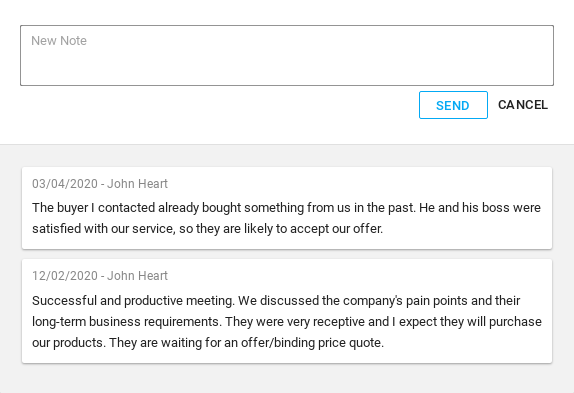 New Note
SEND CANCEL
03/04/2020 - John Heart
The buyer I contacted already bought something from us in the past. He and his boss were
satisfied with our service, so they are likely to accept our offer.
12/02/2020 - John Heart
Successful and productive meeting. We discussed the company's pain points and their
long-term business requirements. They were very receptive and I expect they will purchase
our products. They are waiting for an offer/binding price quote.